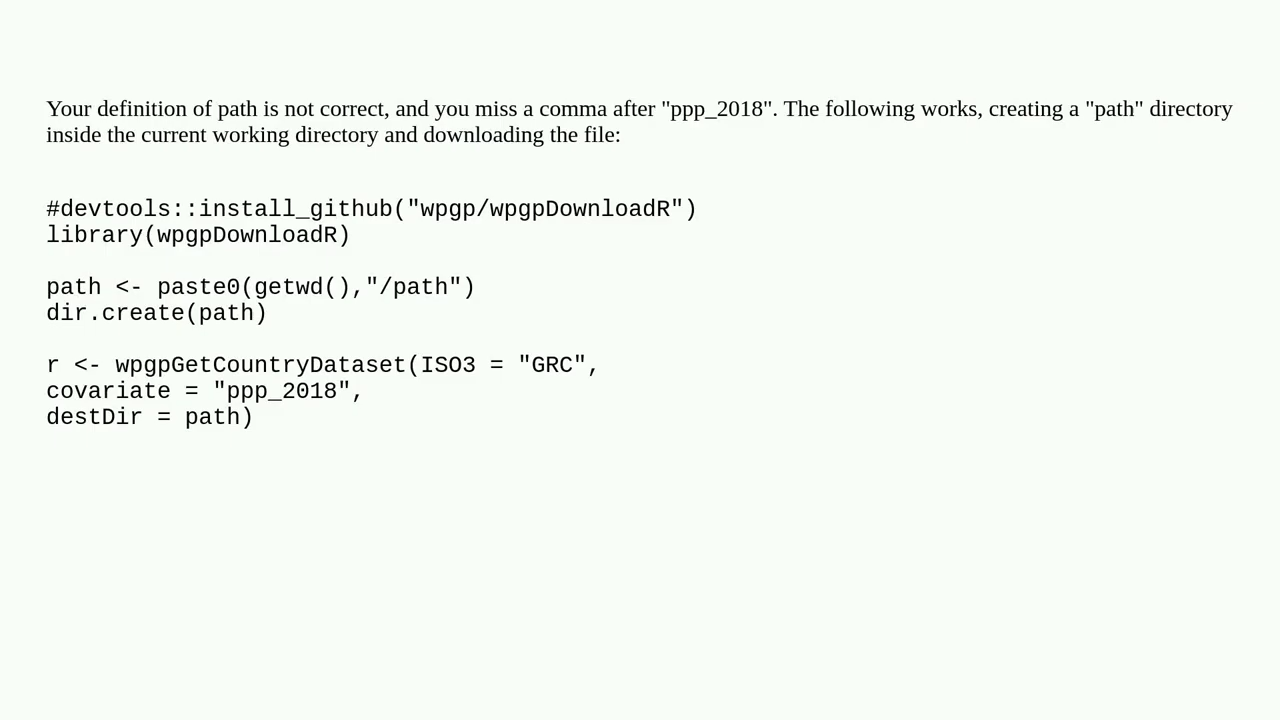 Your definition of path is not correct, and you miss a comma after "ppp_2018". The following works, creating a "path" directory
inside the current working directory and downloading the file:
#devtools::install_github("wpgp/wpgpDownloadR")
library(wpgpDownloadR)
path <- paste0(getwd(),"/path")
dir.create(path)
r <- wpgpGetCountryDataset(ISO3 = "GRC",
covariate = "ppp_2018",
destDir = path)